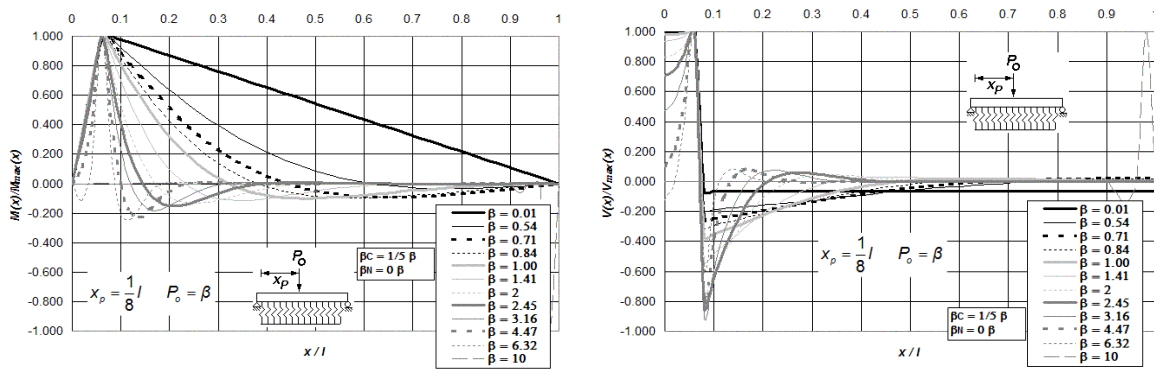 0 0.1 0.2 0.3 0.4 0.5 0.6 0.7 0.8 0.9 1
1.000
0.800
0.600
0.400
0.200
0.000
-0.200
-0.400
-0.600
-0.800
-1.000
M(x)/Mmax(x)
x / l
xp = 1/8 l Po = β
Po
xP
βC = 1/5 β
βN = 0 β
β = 0.01
β = 0.54
β = 0.71
β = 0.84
β = 1.00
β = 1.41
β = 2
β = 2.45
β = 3.16
β = 4.47
β = 6.32
β = 10
0 0.1 0.2 0.3 0.4 0.5 0.6 0.7 0.8 0.9 1
1.000
0.800
0.600
0.400
0.200
0.000
-0.200
-0.400
-0.600
-0.800
-1.000
V(x)/Vmax(x)
x / l
Po
xP
xp = 1/8 l Po = β
βC = 1/5 β
βN = 0 β
β = 0.01
β = 0.54
β = 0.71
β = 0.84
β = 1.00
β = 1.41
β = 2
β = 2.45
β = 3.16
β = 4.47
β = 6.32
β = 10